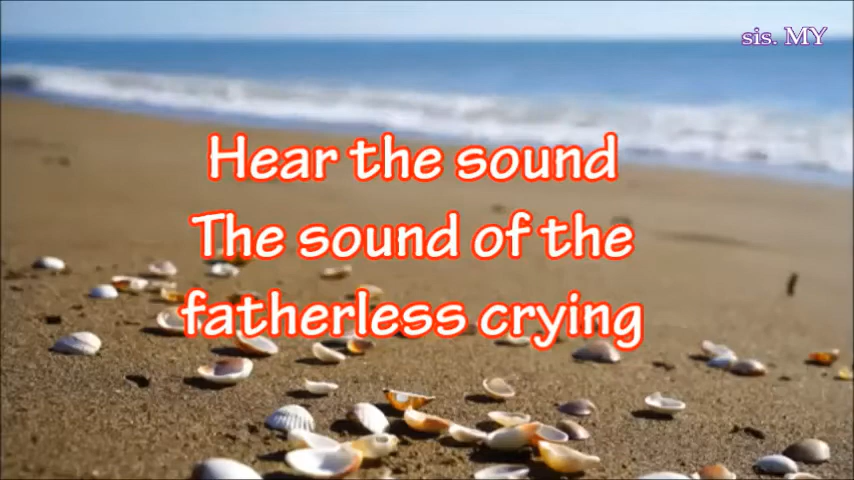 sis. MY
Hear the sound
The sound of the
fatherless crying